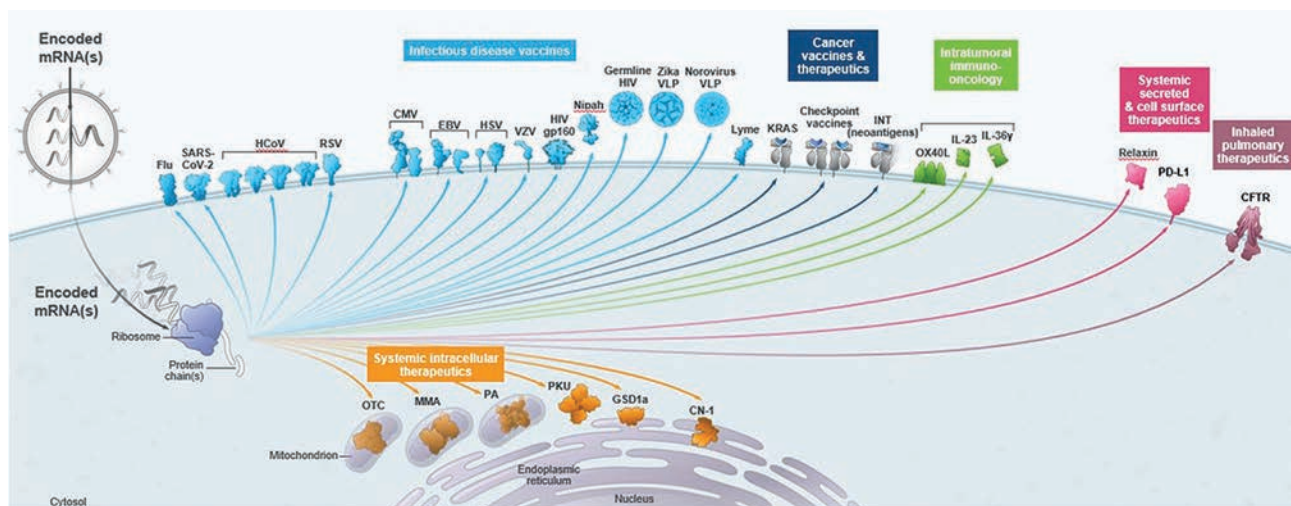 Encoded
mRNA(s)
Infectious disease vaccines
Cancer
vaccines &
therapeutics
Intratumoral
immuno-
oncology
Systemic
secreted
& cell surface
therapeutics
Inhaled
pulmonary
therapeutics
Flu
SARS-
CoV-2
HCoV
RSV
CMV
EBV
HSV
VZV
HIV
gp160
Nipah
Germline
HIV
Zika
VLP
Norovirus
VLP
Lyme
KRAS
Checkpoint
vaccines
INT
(neoantigens)
OX40L
IL-23
IL-36γ
Relaxin
PD-L1
CFTR
Encoded
mRNA(s)
Ribosome
Protein
chain(s)
Systemic intracellular
therapeutics
OTC
MMA
PA
PKU
GSD1a
CN-1
Mitochondrion
Endoplasmic
reticulum
Nucleus
Cytosol